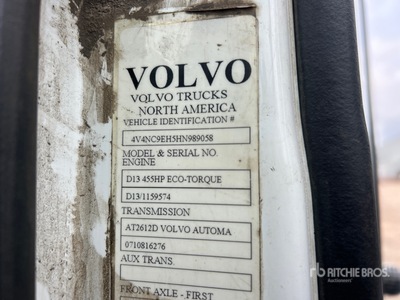 VOLVO
VOLVO TRUCKS
NORTH AMERICA
VEHICLE IDENTIFICATION #
4V4NC9EH5HN989058
MODEL & SERIAL NO.
ENGINE
D13 455HP ECO-TORQUE
D13/1159574
TRANSMISSION
AT2612D VOLVO AUTOMA
0710816276
AUX TRANS
FRONT AXLE - FIRST
rb RITCHIE BROS.
Auctioneers